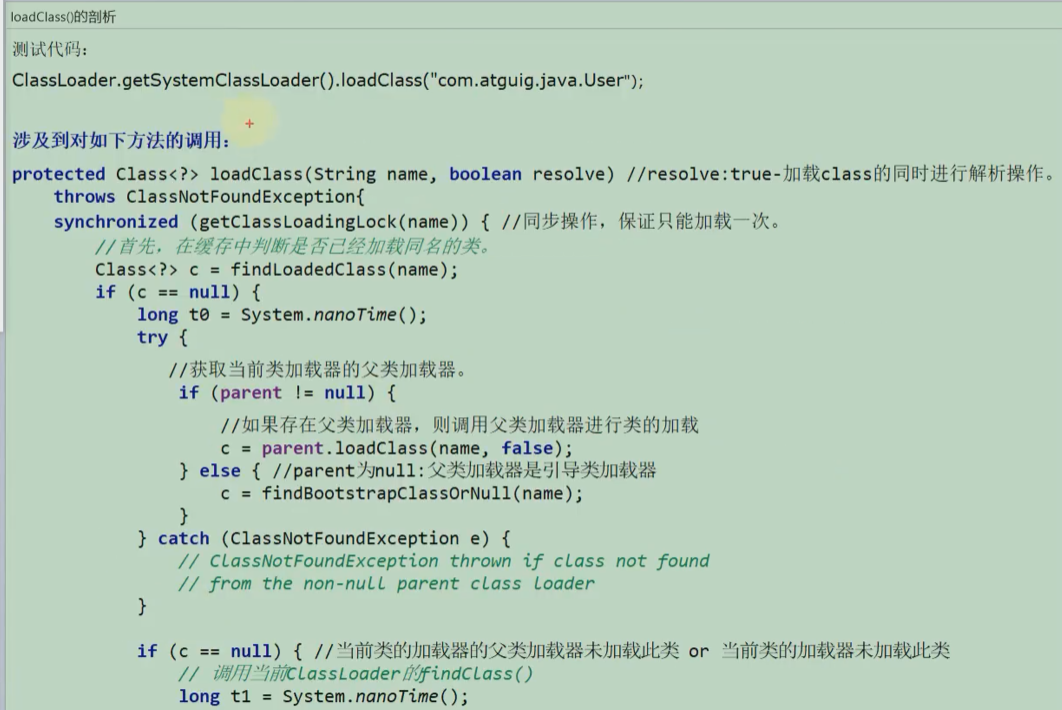 loadClass()的剖析
测试代码：
ClassLoader.getSystemClassLoader().loadClass("com.atguig.java.User");
涉及到对如下方法的调用：
protected Class<?> loadClass(String name, boolean resolve) //resolve:true-加载class的同时进行解析操作。
throws ClassNotFoundException{
synchronized (getClassLoadingLock(name)) { //同步操作，保证只能加载一次。
//首先，在缓存中判断是否已经加载同名的类。
Class<?> c = findLoadedClass(name);
if (c == null) {
long t0 = System.nanoTime();
try {
//获取当前类加载器的父类加载器。
if (parent != null) {
//如果存在父类加载器，则调用父类加载器进行类的加载
c = parent.loadClass(name, false);
} else { //parent为null:父类加载器是引导类加载器
c = findBootstrapClassOrNull(name);
}
} catch (ClassNotFoundException e) {
// ClassNotFoundException thrown if class not found
// from the non-null parent class loader
}
if (c == null) { //当前类的加载器的父类加载器未加载此类 or 当前类的加载器未加载此类
// 调用当前ClassLoader的findClass()
long t1 = System.nanoTime();